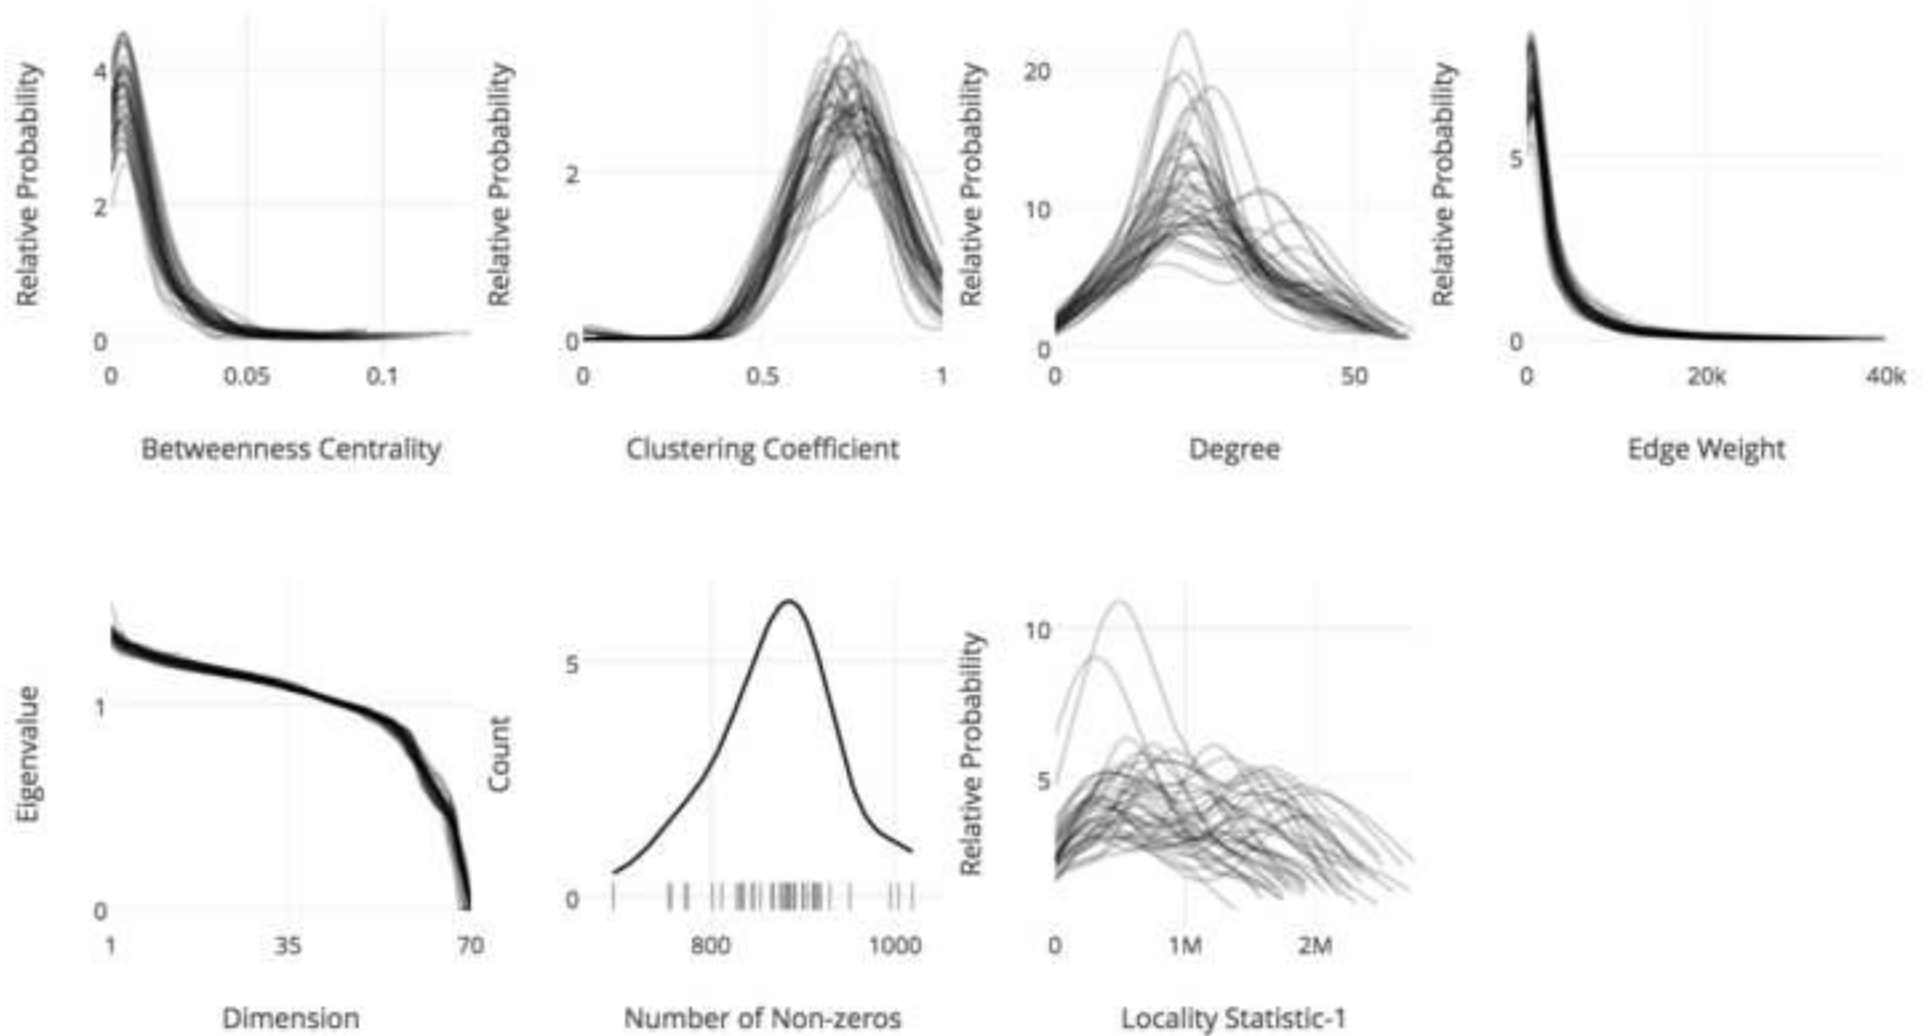 Relative Probability
4
2
0
0
0.05
0.1
Betweenness Centrality
Relative Probability
2
0
0
0.5
1
Clustering Coefficient
Relative Probability
20
10
0
0
50
Degree
Relative Probability
5
0
0
20k
40k
Edge Weight
Eigenvalue
1
0
1
35
70
Dimension
Count
5
0
800
1000
Number of Non-zeros
Relative Probability
10
5
0
1M
2M
Locality Statistic-1